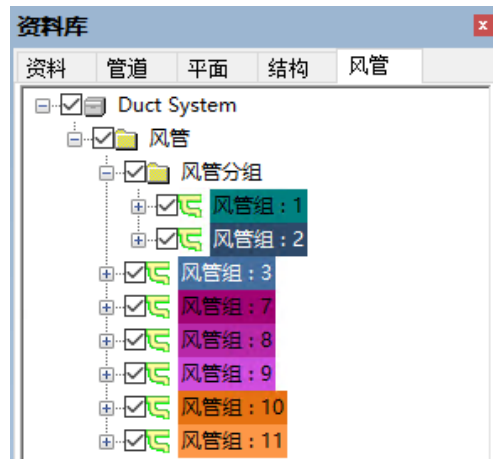 资料库
资料 管道 平面 结构 风管
Duct System
风管
风管分组
风管组 : 1
风管组 : 2
风管组 : 3
风管组 : 7
风管组 : 8
风管组 : 9
风管组 : 10
风管组 : 11